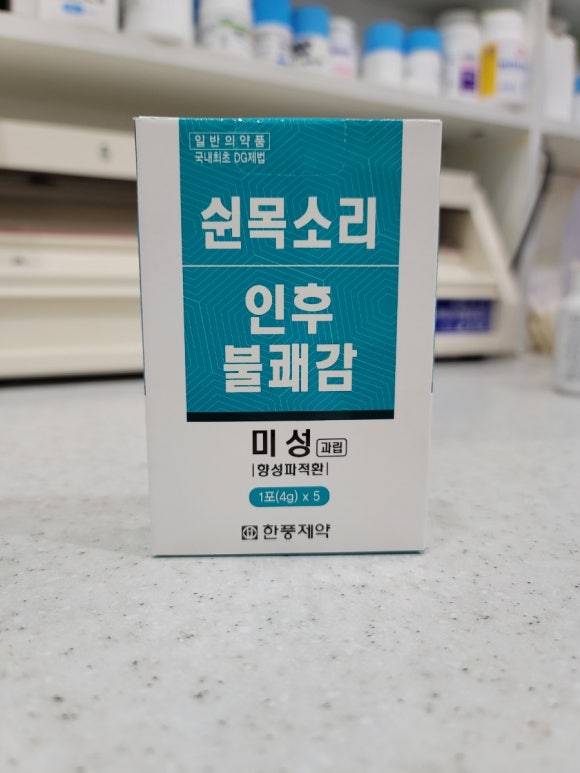 일반의약품
국내최초 DG제법
쉰목소리
인후
불쾌감
미성 과립
|향성파적환|
1포(4g) x 5
한풍제약